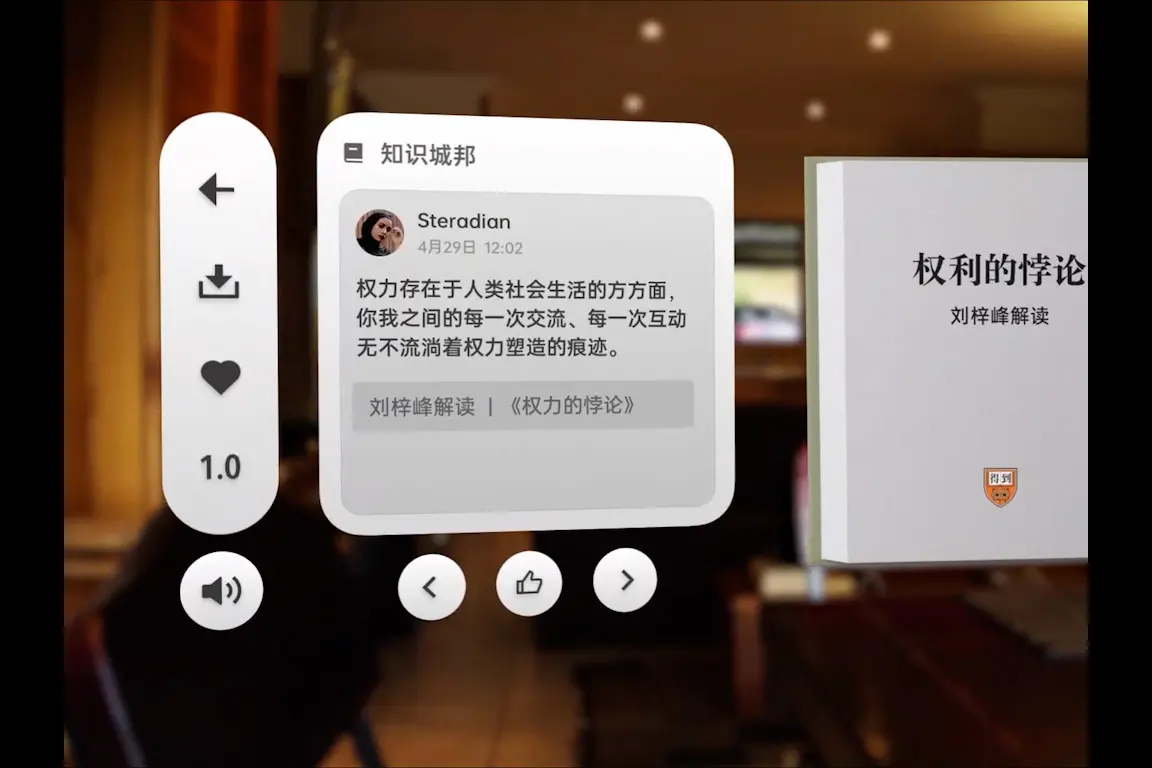 知识城邦
Steradian
4月29日 12:02
权力存在于人类社会生活的方方面，
你我之间的每一次交流、每一次互动
无不流淌着权力塑造的痕迹。
刘梓峰解读 | 《权力的悖论》
1.0
权利的悖论
刘梓峰解读
得到